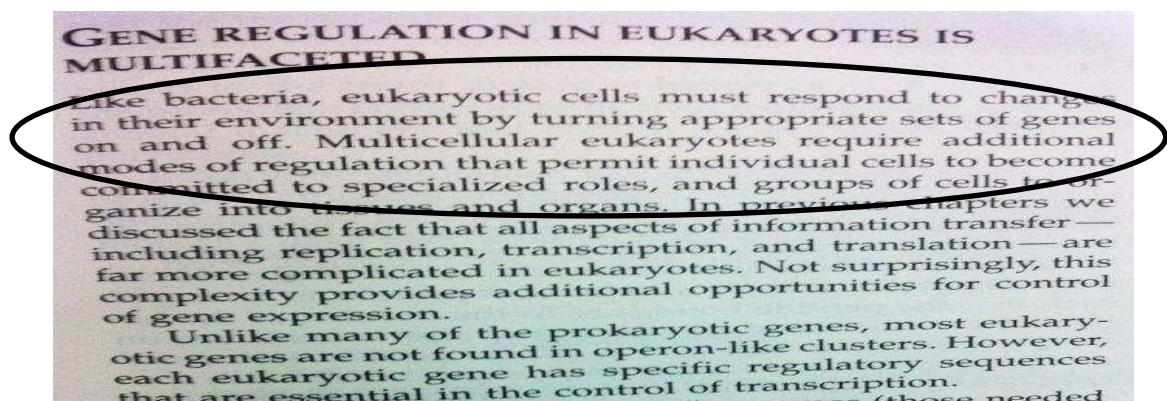 GENE REGULATION IN EUKARYOTES IS
MULTIFACETED
Like bacteria, eukaryotic cells must respond to changes
in their environment by turning appropriate sets of genes
on and off. Multicellular eukaryotes require additional
modes of regulation that permit individual cells to become
committed to specialized roles, and groups of cells to or-
ganize into tissues and organs. In previous chapters we
discussed the fact that all aspects of information transfer—
including replication, transcription, and translation—are
far more complicated in eukaryotes. Not surprisingly, this
complexity provides additional opportunities for control
of gene expression.
Unlike many of the prokaryotic genes, most eukary-
otic genes are not found in operon-like clusters. However,
each eukaryotic gene has specific regulatory sequences
that are essential in the control of transcription.
(those needed